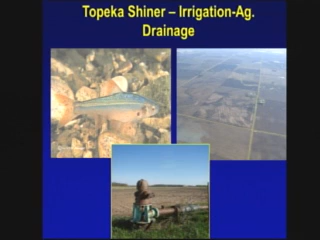 Topeka Shiner – Irrigation-Ag.
Drainage